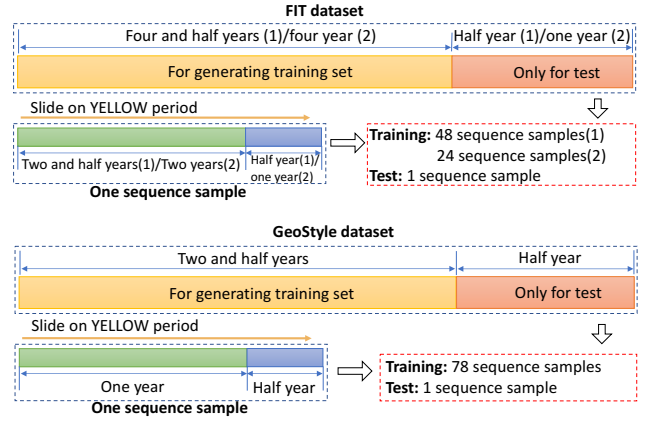 FIT dataset
Four and half years (1)/four year (2)
Half year (1)/one year (2)
For generating training set
Only for test
Slide on YELLOW period
Two and half years(1)/Two years(2)
Half year(1)/
one year(2)
One sequence sample
Training: 48 sequence samples(1)
24 sequence samples(2)
Test: 1 sequence sample
GeoStyle dataset
Two and half years
Half year
For generating training set
Only for test
Slide on YELLOW period
One year
Half year
One sequence sample
Training: 78 sequence samples
Test: 1 sequence sample